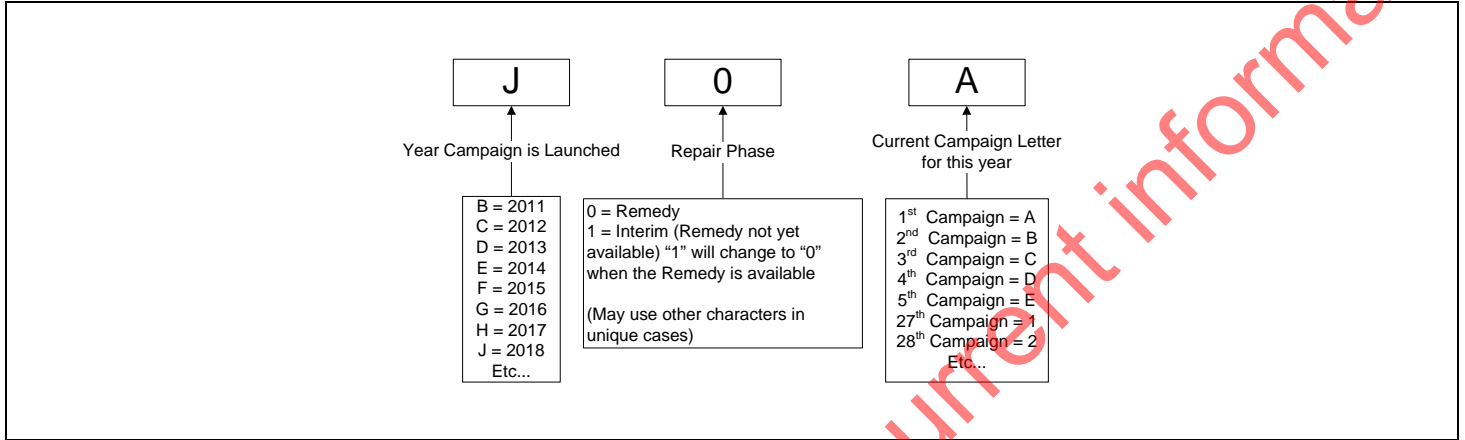 J
0
A
Year Campaign is Launched
Repair Phase
Current Campaign Letter
for this year
B = 2011
C = 2012
D = 2013
E = 2014
F = 2015
G = 2016
H = 2017
J = 2018
Etc...
0 = Remedy
1 = Interim (Remedy not yet
available) “1” will change to “0”
when the Remedy is available
(May use other characters in
unique cases)
1st Campaign = A
2nd Campaign = B
3rd Campaign = C
4th Campaign = D
5th Campaign = E
27th Campaign = 1
28th Campaign = 2
Etc...